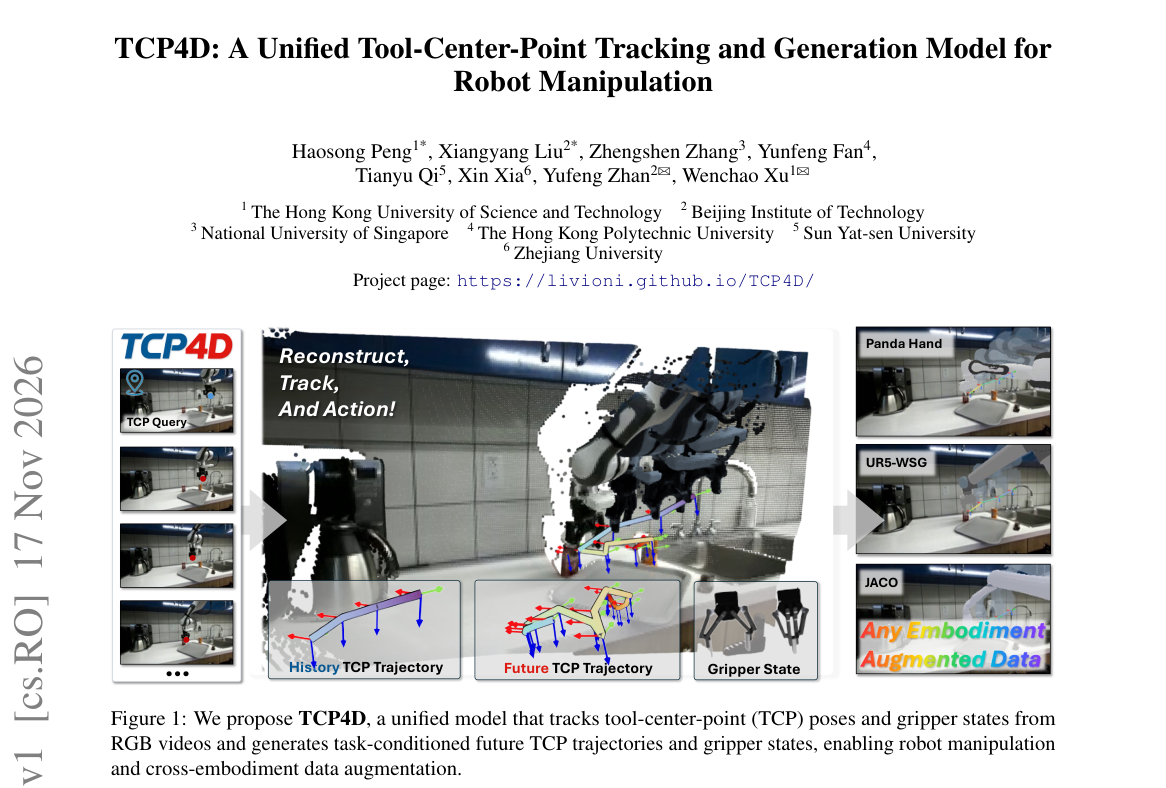 TCP4D: A Unified Tool-Center-Point Tracking and Generation Model for
Robot Manipulation
Haosong Peng1*, Xiangyang Liu2*, Zhengshen Zhang3, Yunfeng Fan4,
Tianyu Qi5, Xin Xia6, Yufeng Zhan2✉, Wenchao Xu1✉
1 The Hong Kong University of Science and Technology 2 Beijing Institute of Technology
3 National University of Singapore 4 The Hong Kong Polytechnic University 5 Sun Yat-sen University
6 Zhejiang University
Project page: https://livioni.github.io/TCP4D/
v1 [cs.RO] 17 Nov 2026
TCP4D
TCP Query
•••
Reconstruct,
Track,
And Action!
History TCP Trajectory
Future TCP Trajectory
Gripper State
Panda Hand
UR5-WSG
JACO
Any Embodiment
Augmented Data
Figure 1: We propose TCP4D, a unified model that tracks tool-center-point (TCP) poses and gripper states from
RGB videos and generates task-conditioned future TCP trajectories and gripper states, enabling robot manipulation
and cross-embodiment data augmentation.